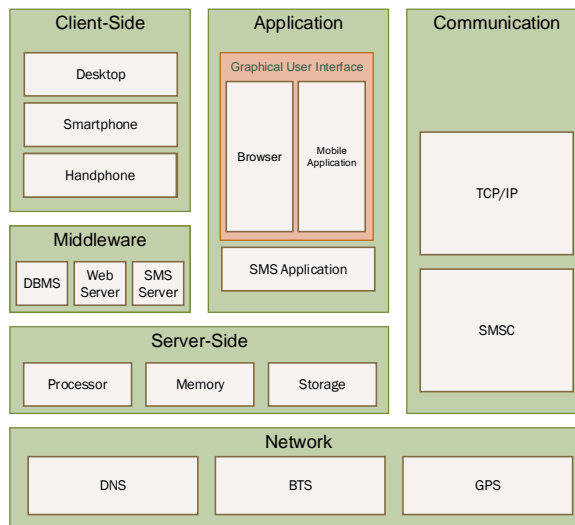 Client-Side
Desktop
Smartphone
Handphone
Application
Graphical User Interface
Browser
Mobile
Application
SMS Application
Communication
TCP/IP
SMSC
Middleware
DBMS
Web
Server
SMS
Server
Server-Side
Processor
Memory
Storage
Network
DNS
BTS
GPS